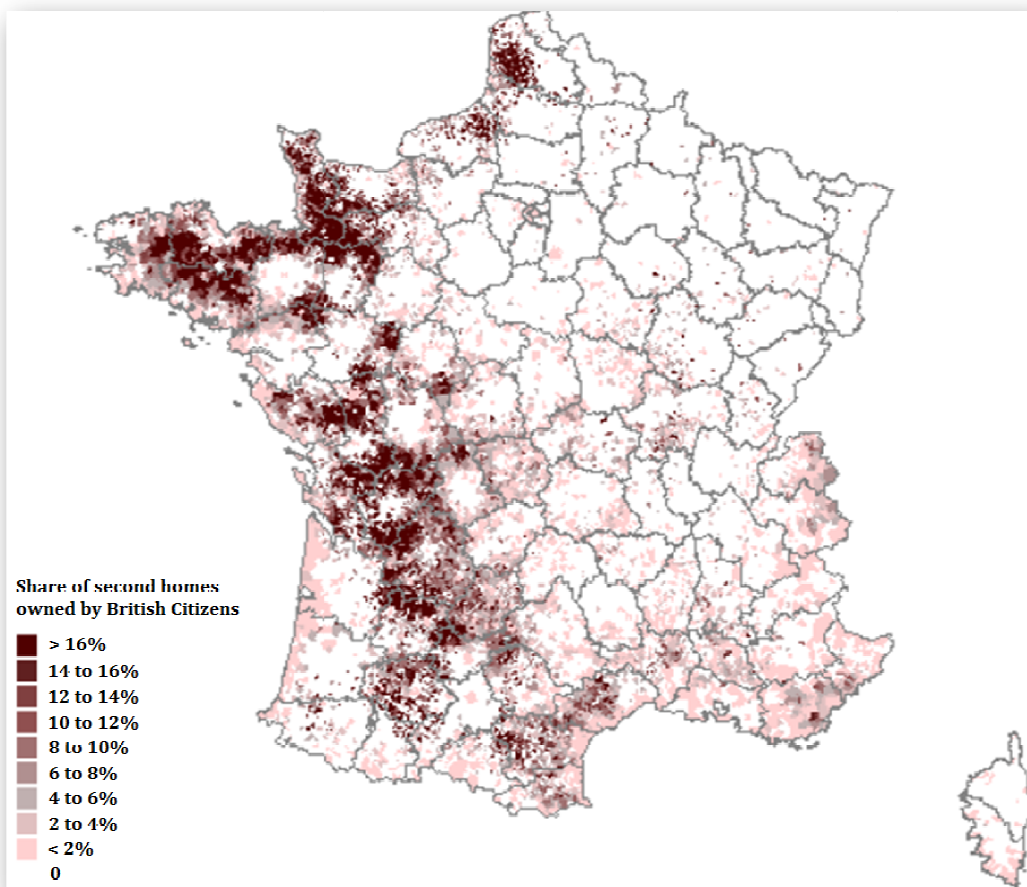 Share of second homes
owned by British Citizens
> 16%
14 to 16%
12 to 14%
10 to 12%
8 to 10%
6 to 8%
4 to 6%
2 to 4%
< 2%
0